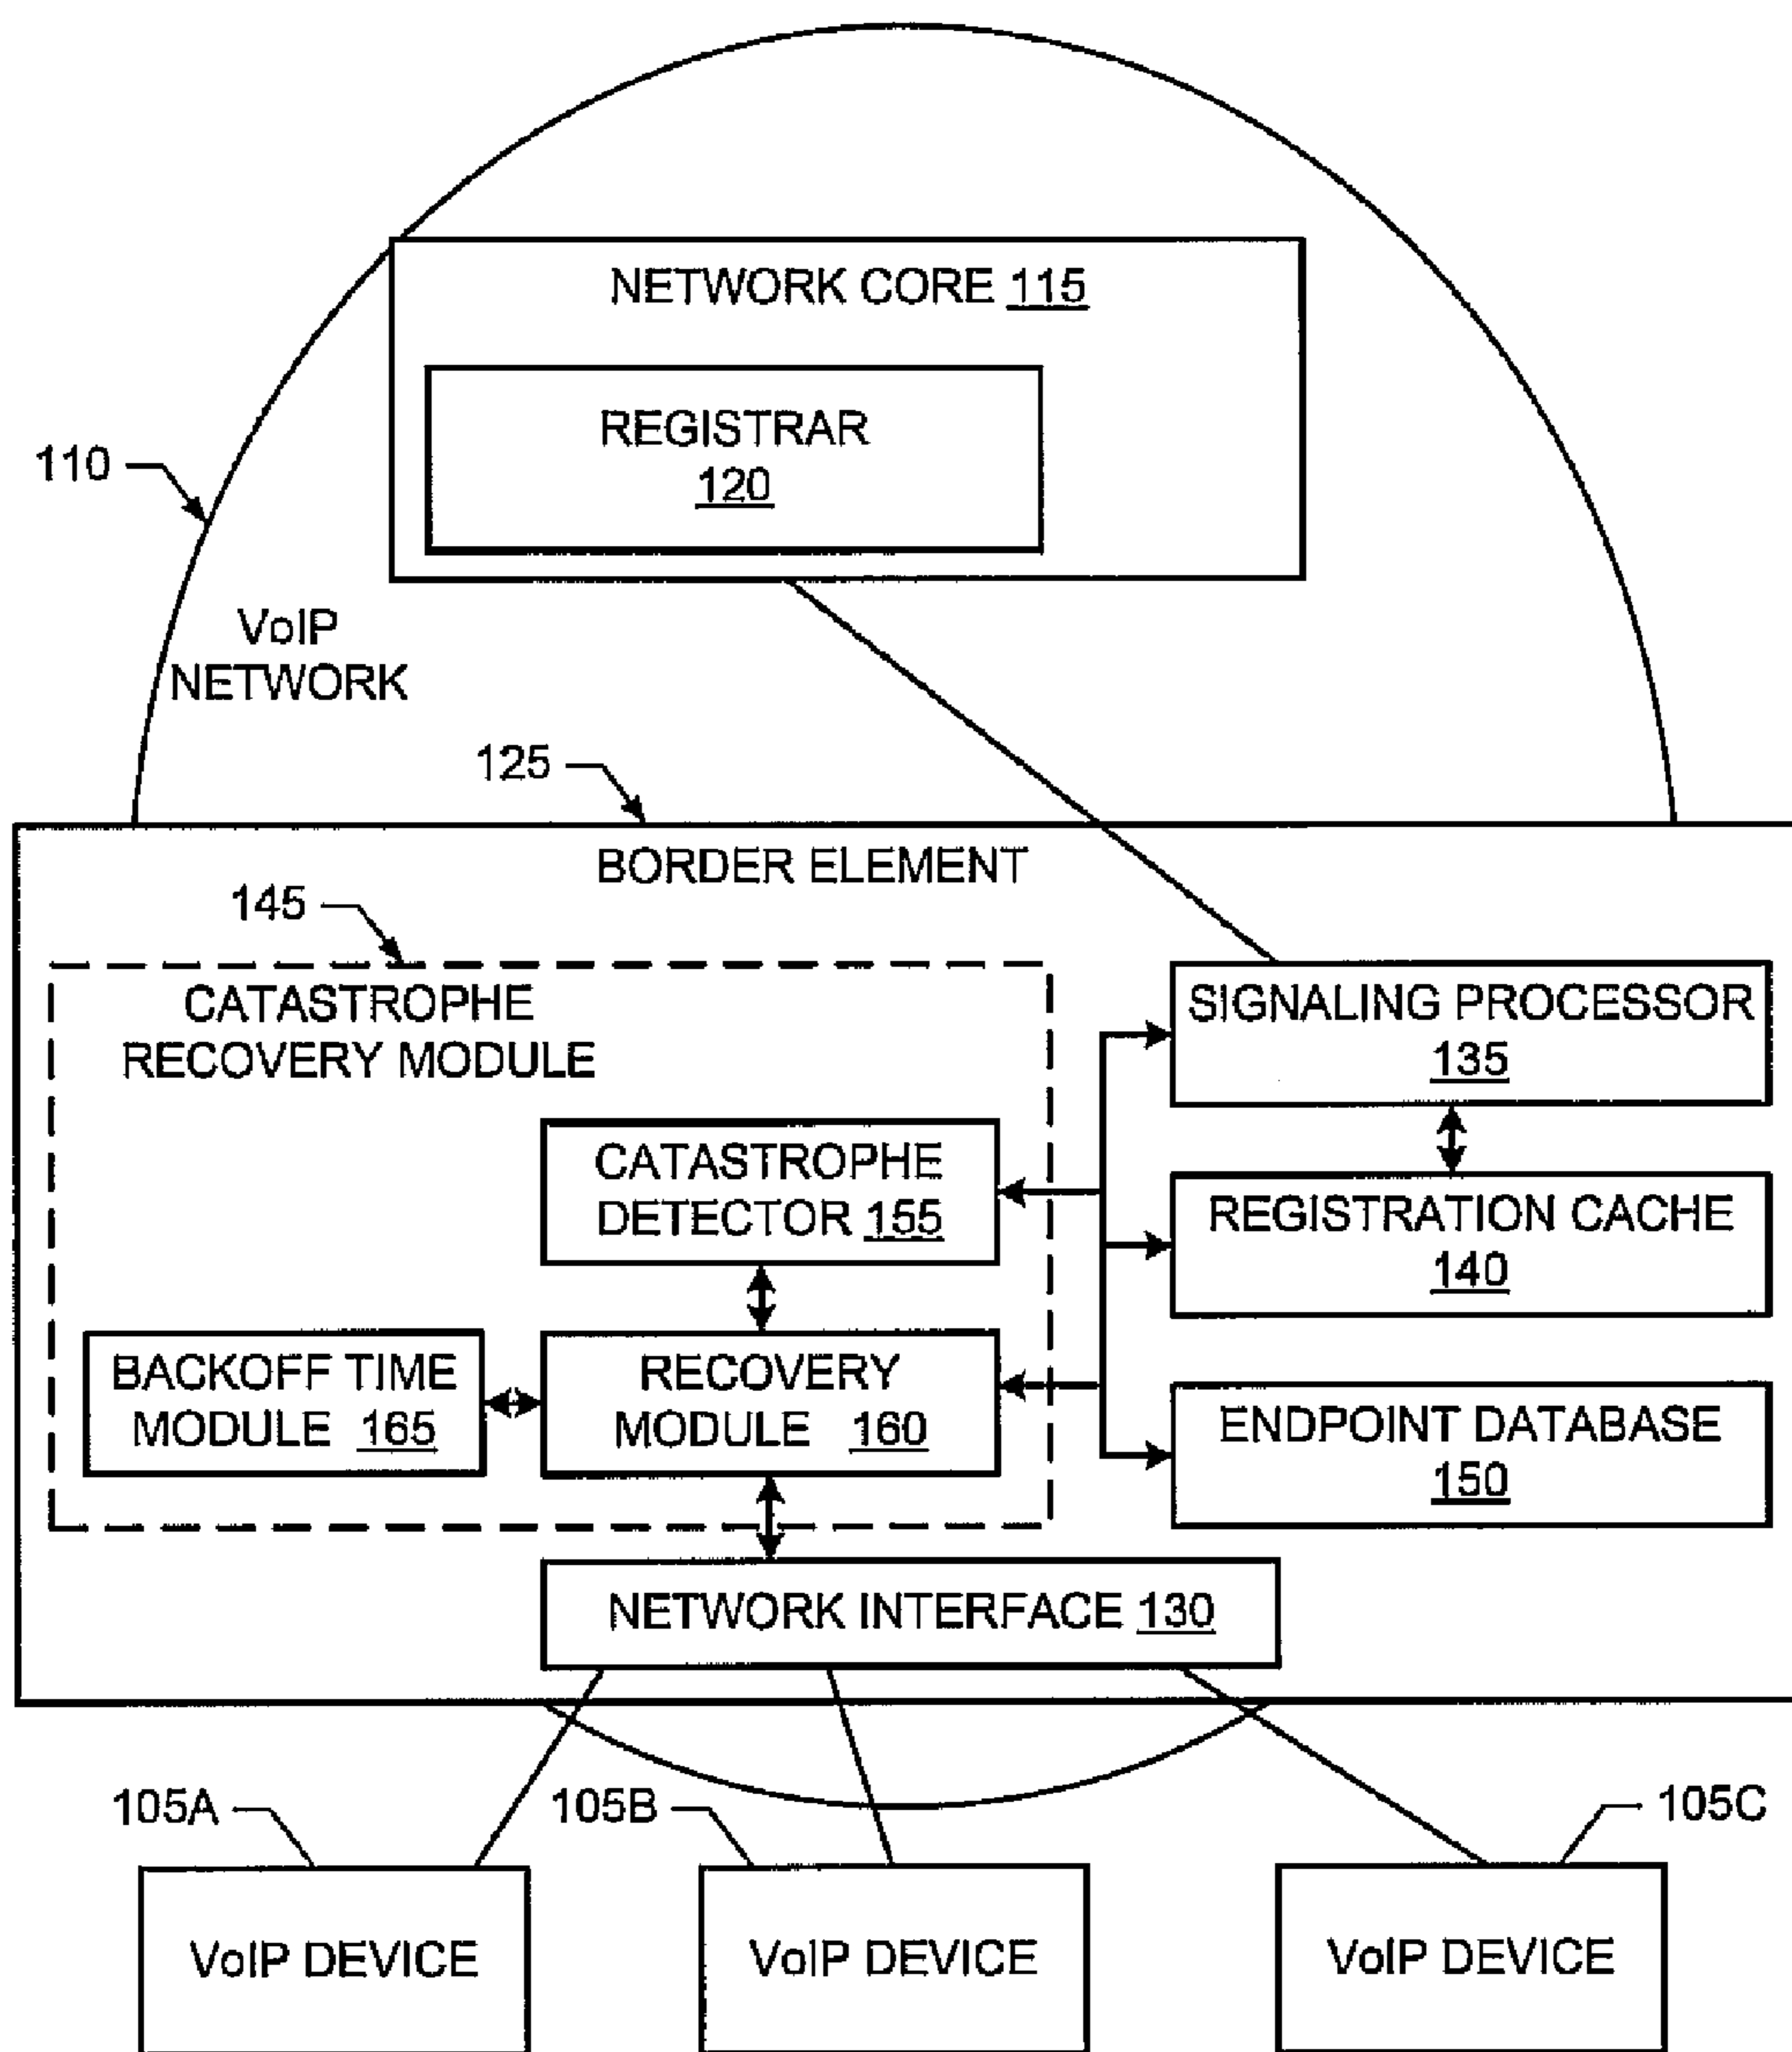 NETWORK CORE 115
REGISTRAR
120
110
VoIP
NETWORK
125
BORDER ELEMENT
145
CATASTROPHE
RECOVERY MODULE
SIGNALING PROCESSOR
135
CATASTROPHE
DETECTOR 155
REGISTRATION CACHE
140
BACKOFF TIME
MODULE 165
RECOVERY
MODULE 160
ENDPOINT DATABASE
150
NETWORK INTERFACE 130
105A
105B
105C
VoIP DEVICE
VoIP DEVICE
VoIP DEVICE